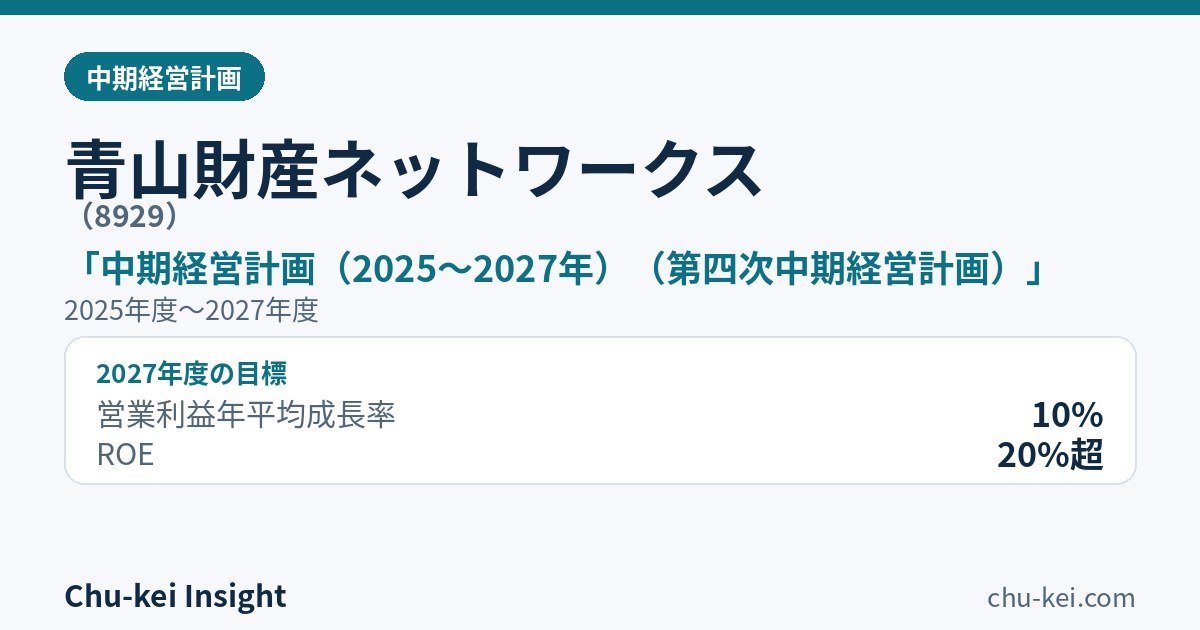 中期経営計画
青山財産ネットワークス
（8929）
「中期経営計画（2025〜2027年）（第四次中期経営計画）」
2025年度〜2027年度
2027年度の目標
営業利益年平均成長率 10%
ROE 20%超
Chu-kei Insight chu-kei.com